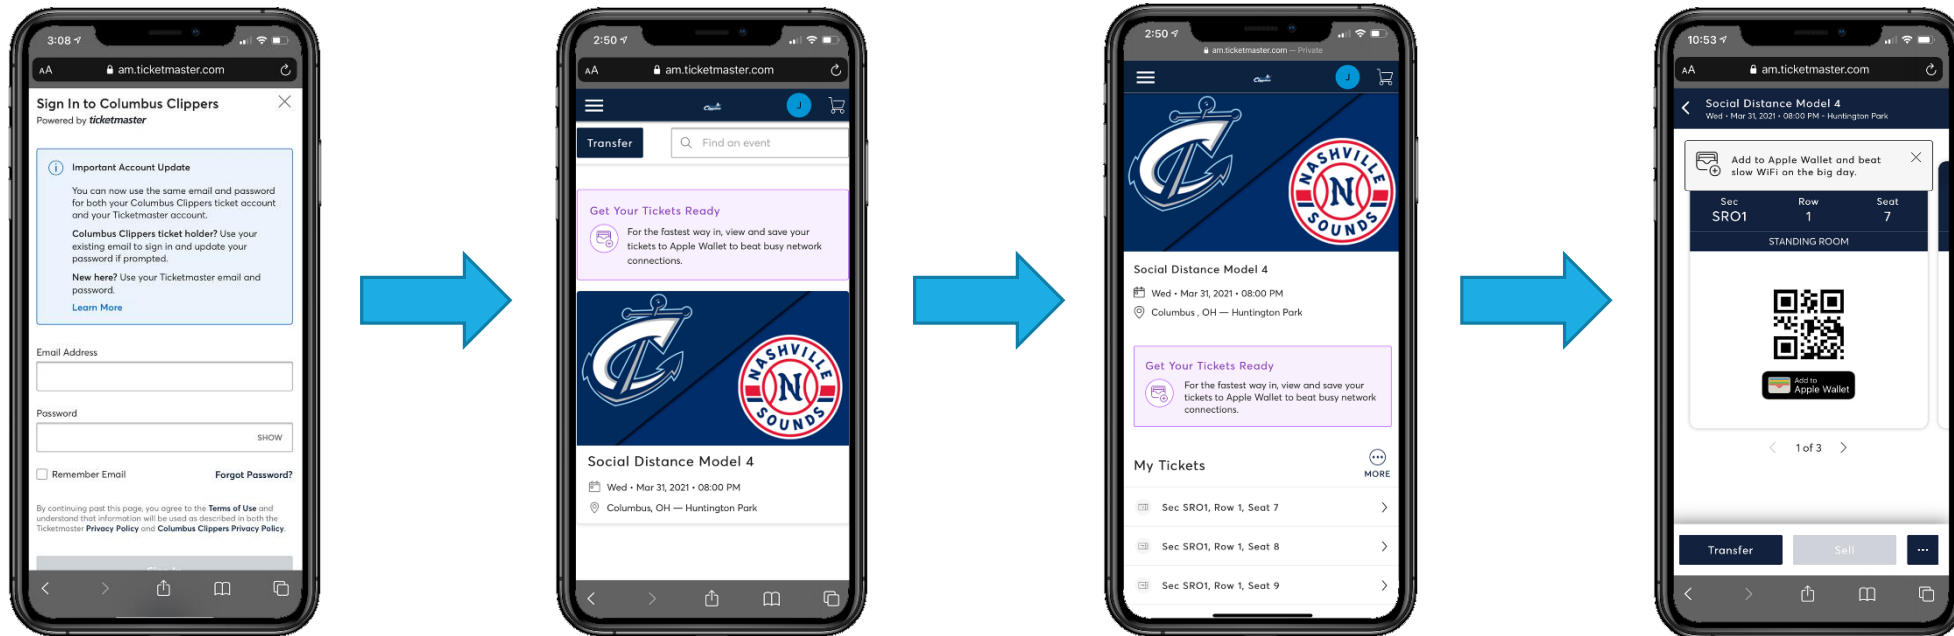 3:08
AA am.ticketmaster.com
Sign In to Columbus Clippers
Powered by ticketmaster
Important Account Update
You can now use the same email and password
for both your Columbus Clippers ticket account
and your Ticketmaster account.
Columbus Clippers ticket holder? Use your
existing email to sign in and update your
password if prompted.
New here? Use your Ticketmaster email and
password.
Learn More
Email Address
Password
SHOW
Remember Email Forgot Password?
By continuing past this page, you agree to the Terms of Use and
understand that information will be used as described in both the
Ticketmaster Privacy Policy and Columbus Clippers Privacy Policy.
Sign In
2:50
AA am.ticketmaster.com
J
Transfer Find an event
Get Your Tickets Ready
For the fastest way in, view and save your
tickets to Apple Wallet to beat busy network
connections.
C
NASHVILLE
N
SOUNDS
Social Distance Model 4
Wed • Mar 31, 2021 • 08:00 PM
Columbus, OH — Huntington Park
2:50
am.ticketmaster.com — Private
J
C
NASHVILLE
N
SOUNDS
Social Distance Model 4
Wed • Mar 31, 2021 • 08:00 PM
Columbus , OH — Huntington Park
Get Your Tickets Ready
For the fastest way in, view and save your
tickets to Apple Wallet to beat busy network
connections.
My Tickets
MORE
Sec SRO1, Row 1, Seat 7
Sec SRO1, Row 1, Seat 8
Sec SRO1, Row 1, Seat 9
10:53
AA am.ticketmaster.com
Social Distance Model 4
Wed • Mar 31, 2021 • 08:00 PM - Huntington Park
Add to Apple Wallet and beat
slow WiFi on the big day.
Sec Row Seat
SRO1 1 7
STANDING ROOM
Add to
Apple Wallet
1 of 3
Transfer Sell